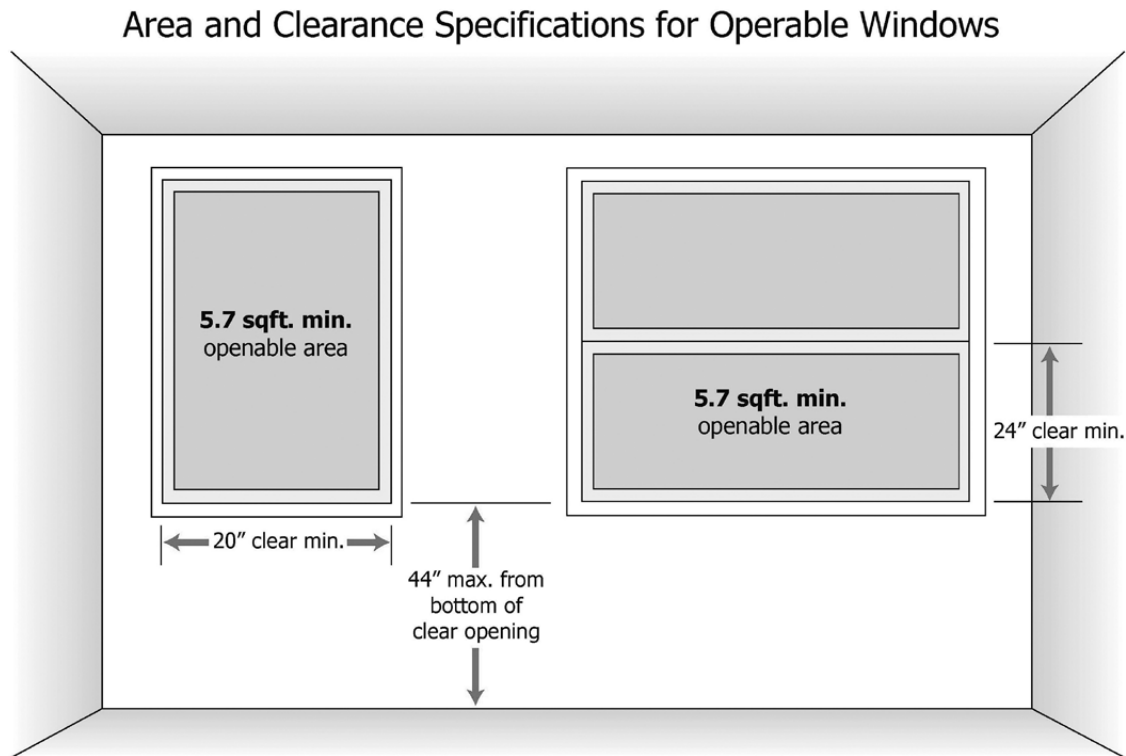 Area and Clearance Specifications for Operable Windows
5.7 sqft. min.
openable area
5.7 sqft. min.
openable area
24” clear min.
20” clear min.
44” max. from
bottom of
clear opening